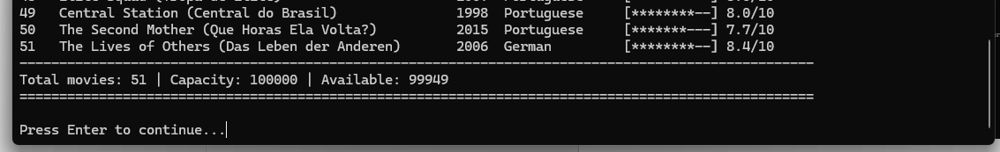 49   Central Station (Central do Brasil)               1998  Portuguese     [********--] 8.0/10
50   The Second Mother (Que Horas Ela Volta?)          2015  Portuguese     [*******---] 7.7/10
51   The Lives of Others (Das Leben der Anderen)       2006  German         [********--] 8.4/10
----------------------------------------------------------------------------------------------------
Total movies: 51 | Capacity: 100000 | Available: 99949
====================================================================================================
Press Enter to continue...